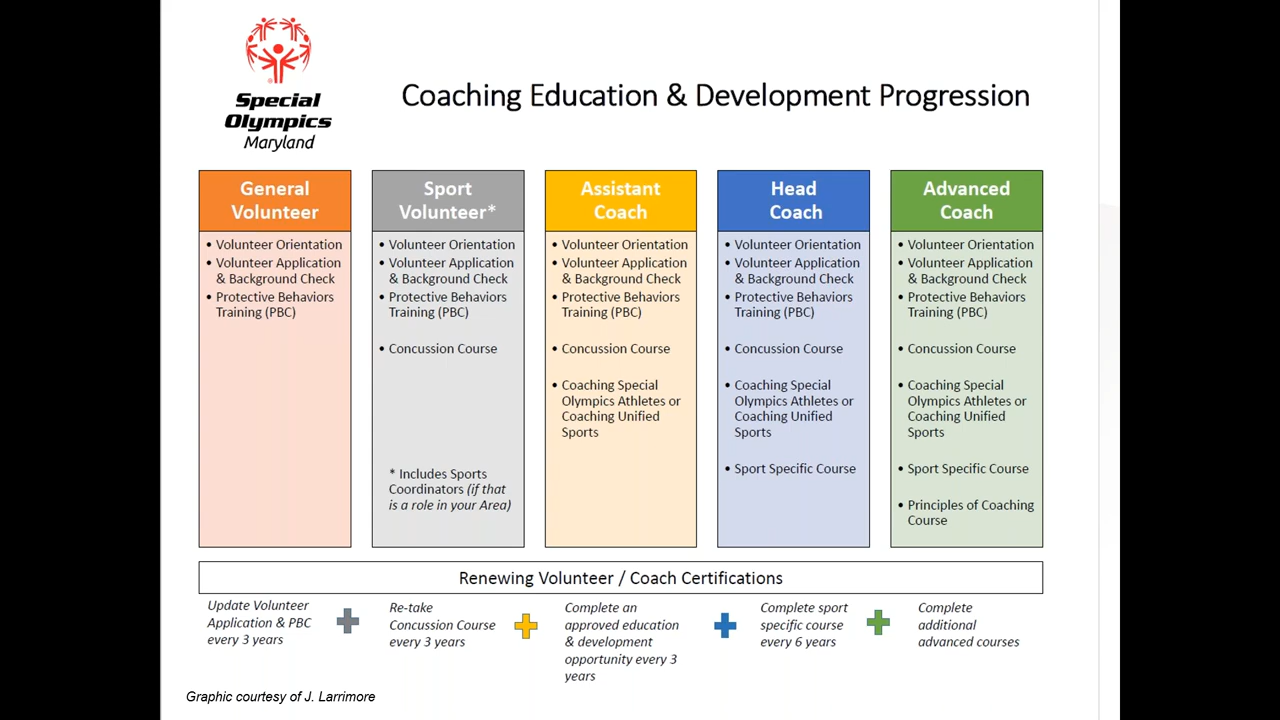 Special
Olympics
Maryland
Coaching Education & Development Progression
General
Volunteer
• Volunteer Orientation
• Volunteer Application
& Background Check
• Protective Behaviors
Training (PBC)
Sport
Volunteer*
• Volunteer Orientation
• Volunteer Application
& Background Check
• Protective Behaviors
Training (PBC)
• Concussion Course
* Includes Sports
Coordinators (if that
is a role in your Area)
Assistant
Coach
• Volunteer Orientation
• Volunteer Application
& Background Check
• Protective Behaviors
Training (PBC)
• Concussion Course
• Coaching Special
Olympics Athletes or
Coaching Unified
Sports
Head
Coach
• Volunteer Orientation
• Volunteer Application
& Background Check
• Protective Behaviors
Training (PBC)
• Concussion Course
• Coaching Special
Olympics Athletes or
Coaching Unified
Sports
• Sport Specific Course
Advanced
Coach
• Volunteer Orientation
• Volunteer Application
& Background Check
• Protective Behaviors
Training (PBC)
• Concussion Course
• Coaching Special
Olympics Athletes or
Coaching Unified
Sports
• Sport Specific Course
• Principles of Coaching
Course
Renewing Volunteer / Coach Certifications
Update Volunteer
Application & PBC
every 3 years
Re-take
Concussion Course
every 3 years
Complete an
approved education
& development
opportunity every 3
years
Complete sport
specific course
every 6 years
Complete
additional
advanced courses
Graphic courtesy of J. Larrimore